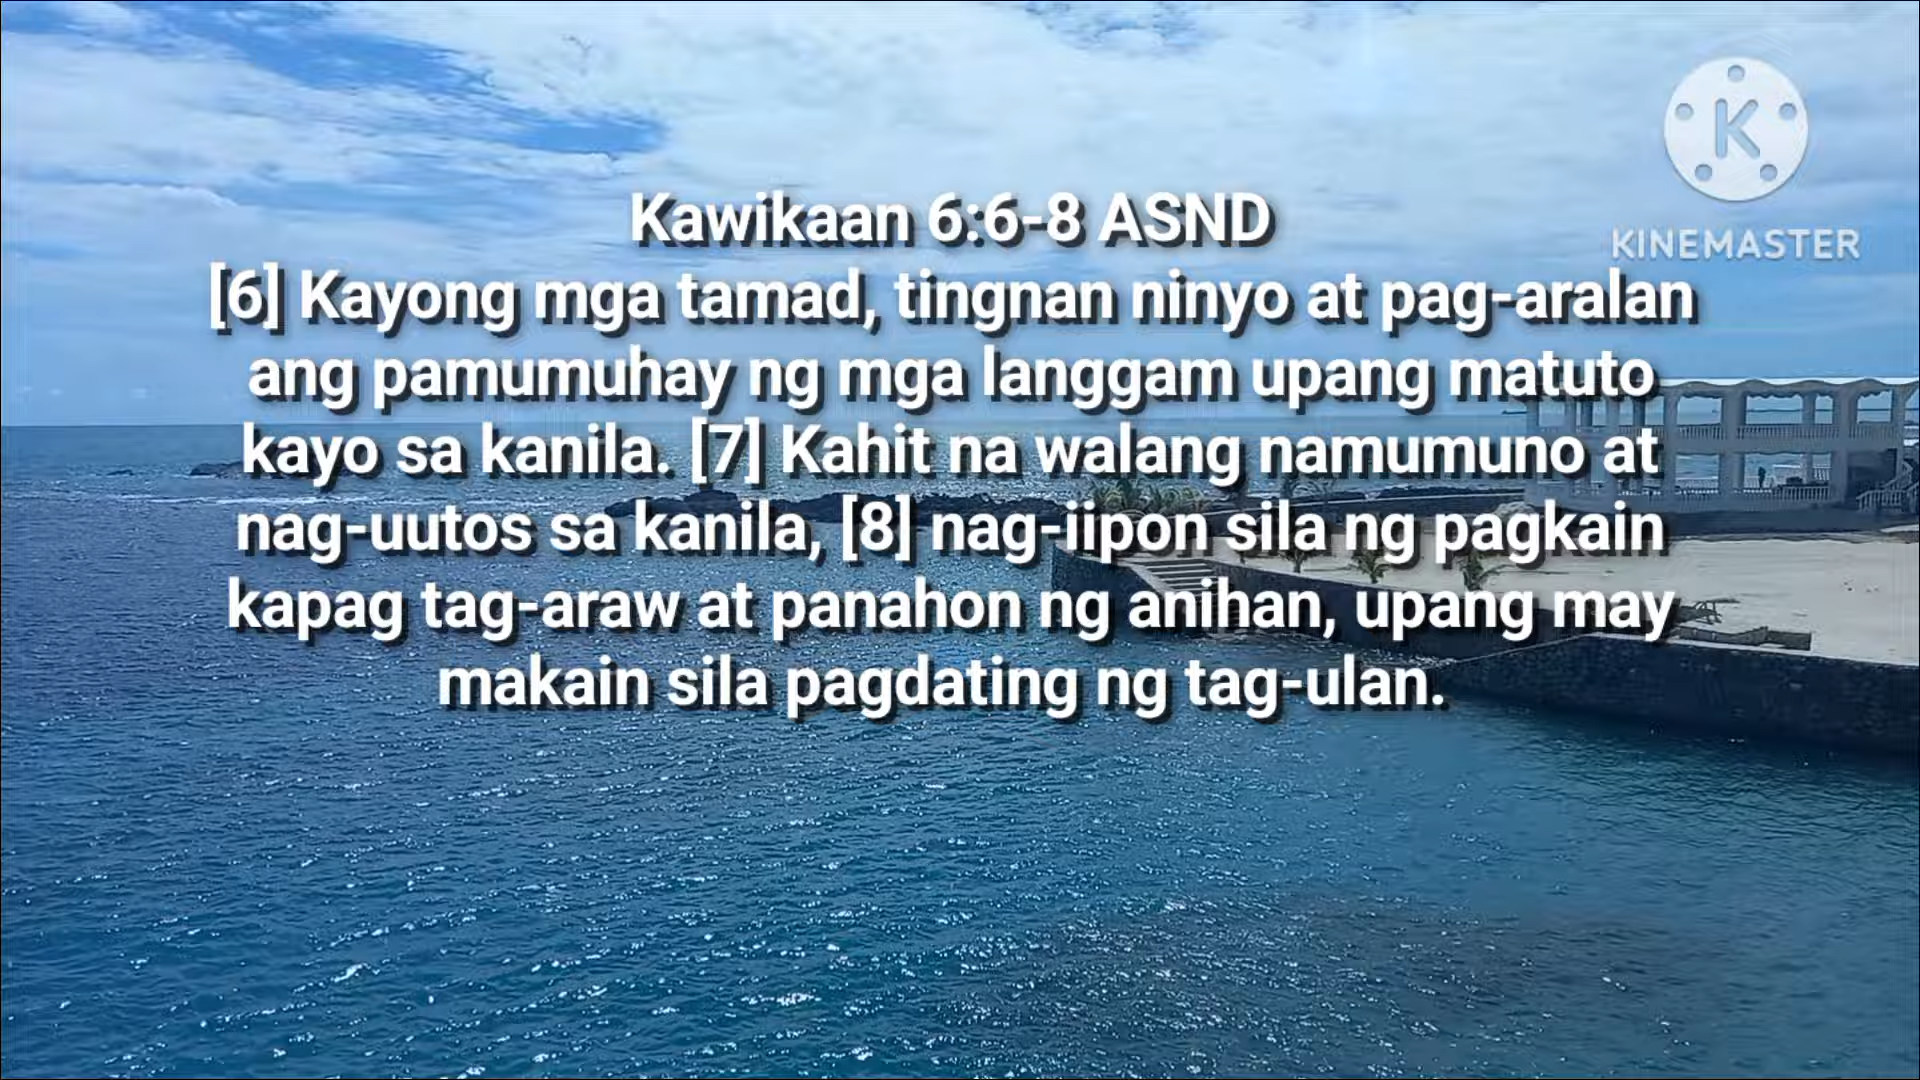 Kawikaan 6:6-8 ASND
[6] Kayong mga tamad, tingnan ninyo at pag-aralan
ang pamumuhay ng mga langgam upang matuto
kayo sa kanila. [7] Kahit na walang namumuno at
nag-uutos sa kanila, [8] nag-iipon sila ng pagkain
kapag tag-araw at panahon ng anihan, upang may
makain sila pagdating ng tag-ulan.
K
KINEMASTER